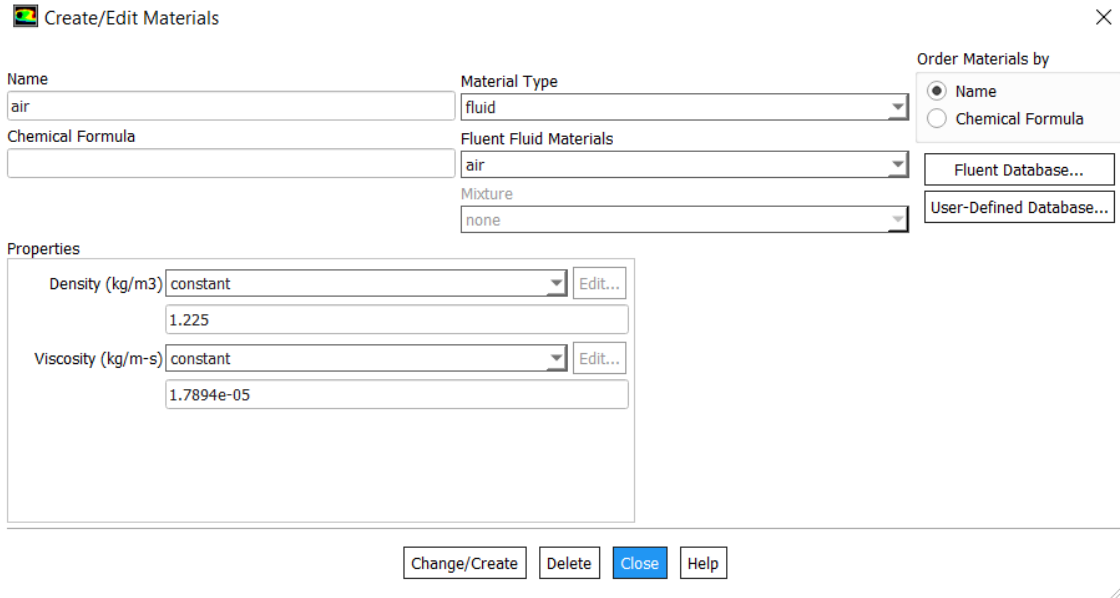 Create/Edit Materials
Order Materials by
Name
Material Type
Name
air
fluid
Chemical Formula
Chemical Formula
Fluent Fluid Materials
air
Fluent Database...
Mixture
none
User-Defined Database...
Properties
Density (kg/m3)
constant
Edit...
1.225
Viscosity (kg/m-s)
constant
Edit...
1.7894e-05
Change/Create
Delete
Close
Help